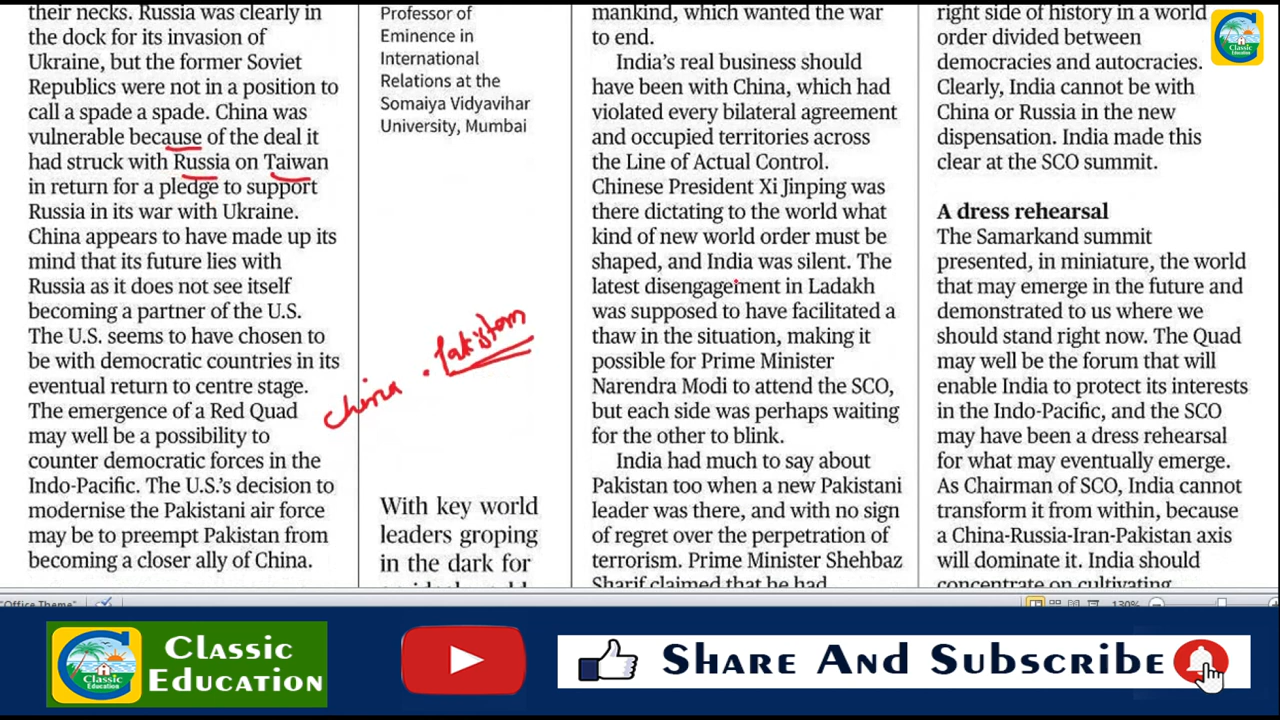 their necks. Russia was clearly in
the dock for its invasion of
Ukraine, but the former Soviet
Republics were not in a position to
call a spade a spade. China was
vulnerable because of the deal it
had struck with Russia on Taiwan
in return for a pledge to support
Russia in its war with Ukraine.
China appears to have made up its
mind that its future lies with
Russia as it does not see itself
becoming a partner of the U.S.
The U.S. seems to have chosen to
be with democratic countries in its
eventual return to centre stage.
The emergence of a Red Quad
may well be a possibility to
counter democratic forces in the
Indo-Pacific. The U.S.'s decision to
modernise the Pakistani air force
may be to preempt Pakistan from
becoming a closer ally of China.
Professor of
Eminence in
International
Relations at the
Somaiya Vidyavihar
University, Mumbai
China . Pakistan
With key world
leaders groping
in the dark for
mankind, which wanted the war
to end.
India's real business should
have been with China, which had
violated every bilateral agreement
and occupied territories across
the Line of Actual Control.
Chinese President Xi Jinping was
there dictating to the world what
kind of new world order must be
shaped, and India was silent. The
latest disengagement in Ladakh
was supposed to have facilitated a
thaw in the situation, making it
possible for Prime Minister
Narendra Modi to attend the SCO,
but each side was perhaps waiting
for the other to blink.
India had much to say about
Pakistan too when a new Pakistani
leader was there, and with no sign
of regret over the perpetration of
terrorism. Prime Minister Shehbaz
Sharif claimed that he had
right side of history in a world
order divided between
democracies and autocracies.
Clearly, India cannot be with
China or Russia in the new
dispensation. India made this
clear at the SCO summit.
A dress rehearsal
The Samarkand summit
presented, in miniature, the world
that may emerge in the future and
demonstrated to us where we
should stand right now. The Quad
may well be the forum that will
enable India to protect its interests
in the Indo-Pacific, and the SCO
may have been a dress rehearsal
for what may eventually emerge.
As Chairman of SCO, India cannot
transform it from within, because
a China-Russia-Iran-Pakistan axis
will dominate it. India should
concentrate on cultivating
Classic
Education
"Office Theme"
130%
Classic
Education
Classic
Education
Share And Subscribe